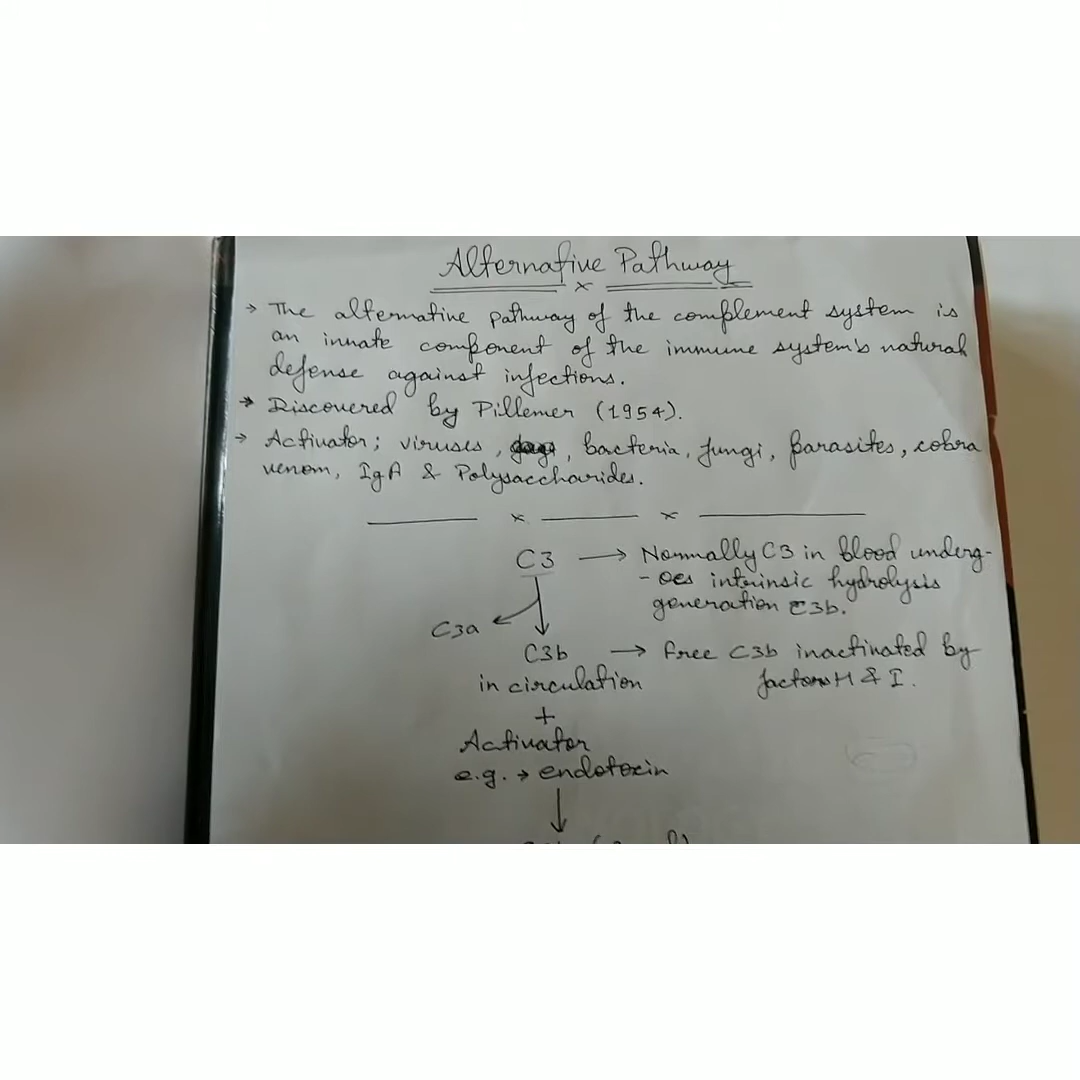 Alternative Pathway
x
→ The alternative pathway of the complement system is
an innate component of the immune system's natural
defense against infections.
→ Discovered by Pillemer (1954).
→ Activator; viruses, , bacteria, fungi, parasites, cobra
venom, IgA & Polysaccharides.
x x
C3 → Normally C3 in blood underg-
-oes intrinsic hydrolysis
generation C3b.
C3a
C3b → free C3b inactivated by
in circulation factors H & I.
+
Activator
e.g. → endotoxin